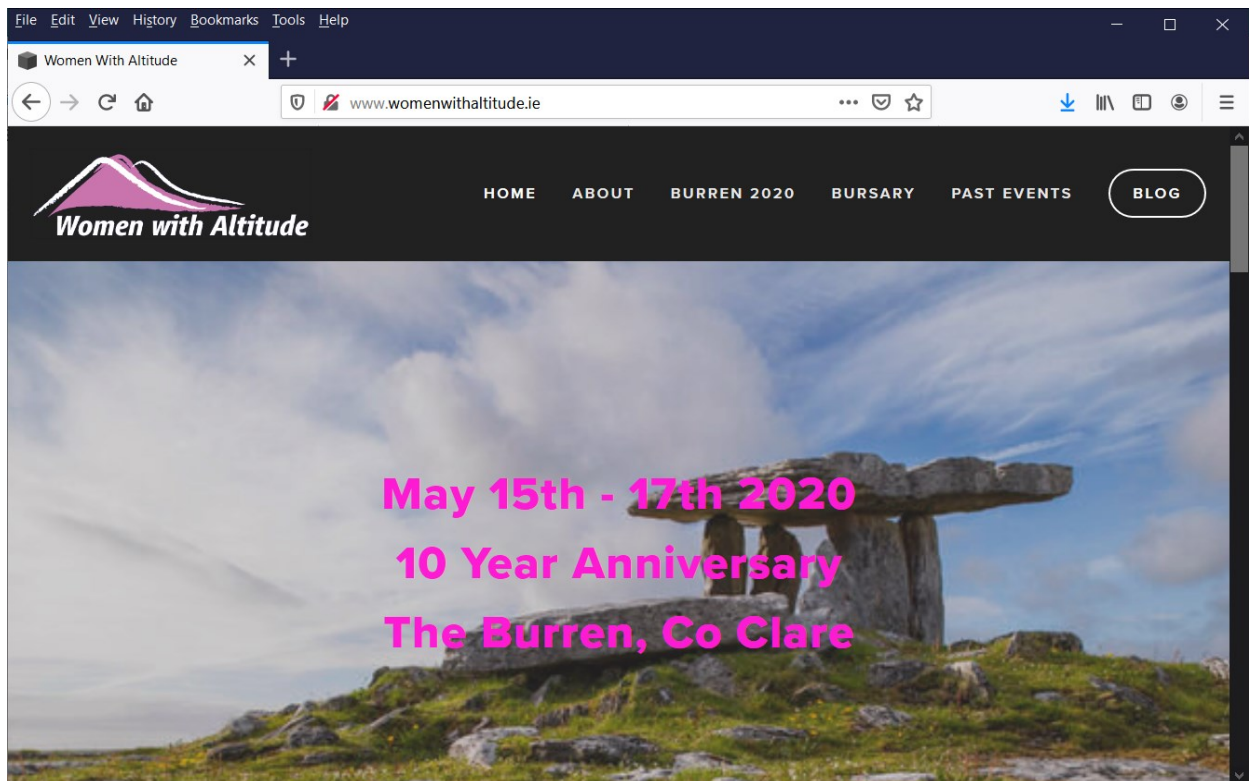 File Edit View History Bookmarks Tools Help
Women With Altitude
www.womenwithaltitude.ie
Women with Altitude
HOME ABOUT BURREN 2020 BURSARY PAST EVENTS BLOG
May 15th - 17th 2020
10 Year Anniversary
The Burren, Co Clare